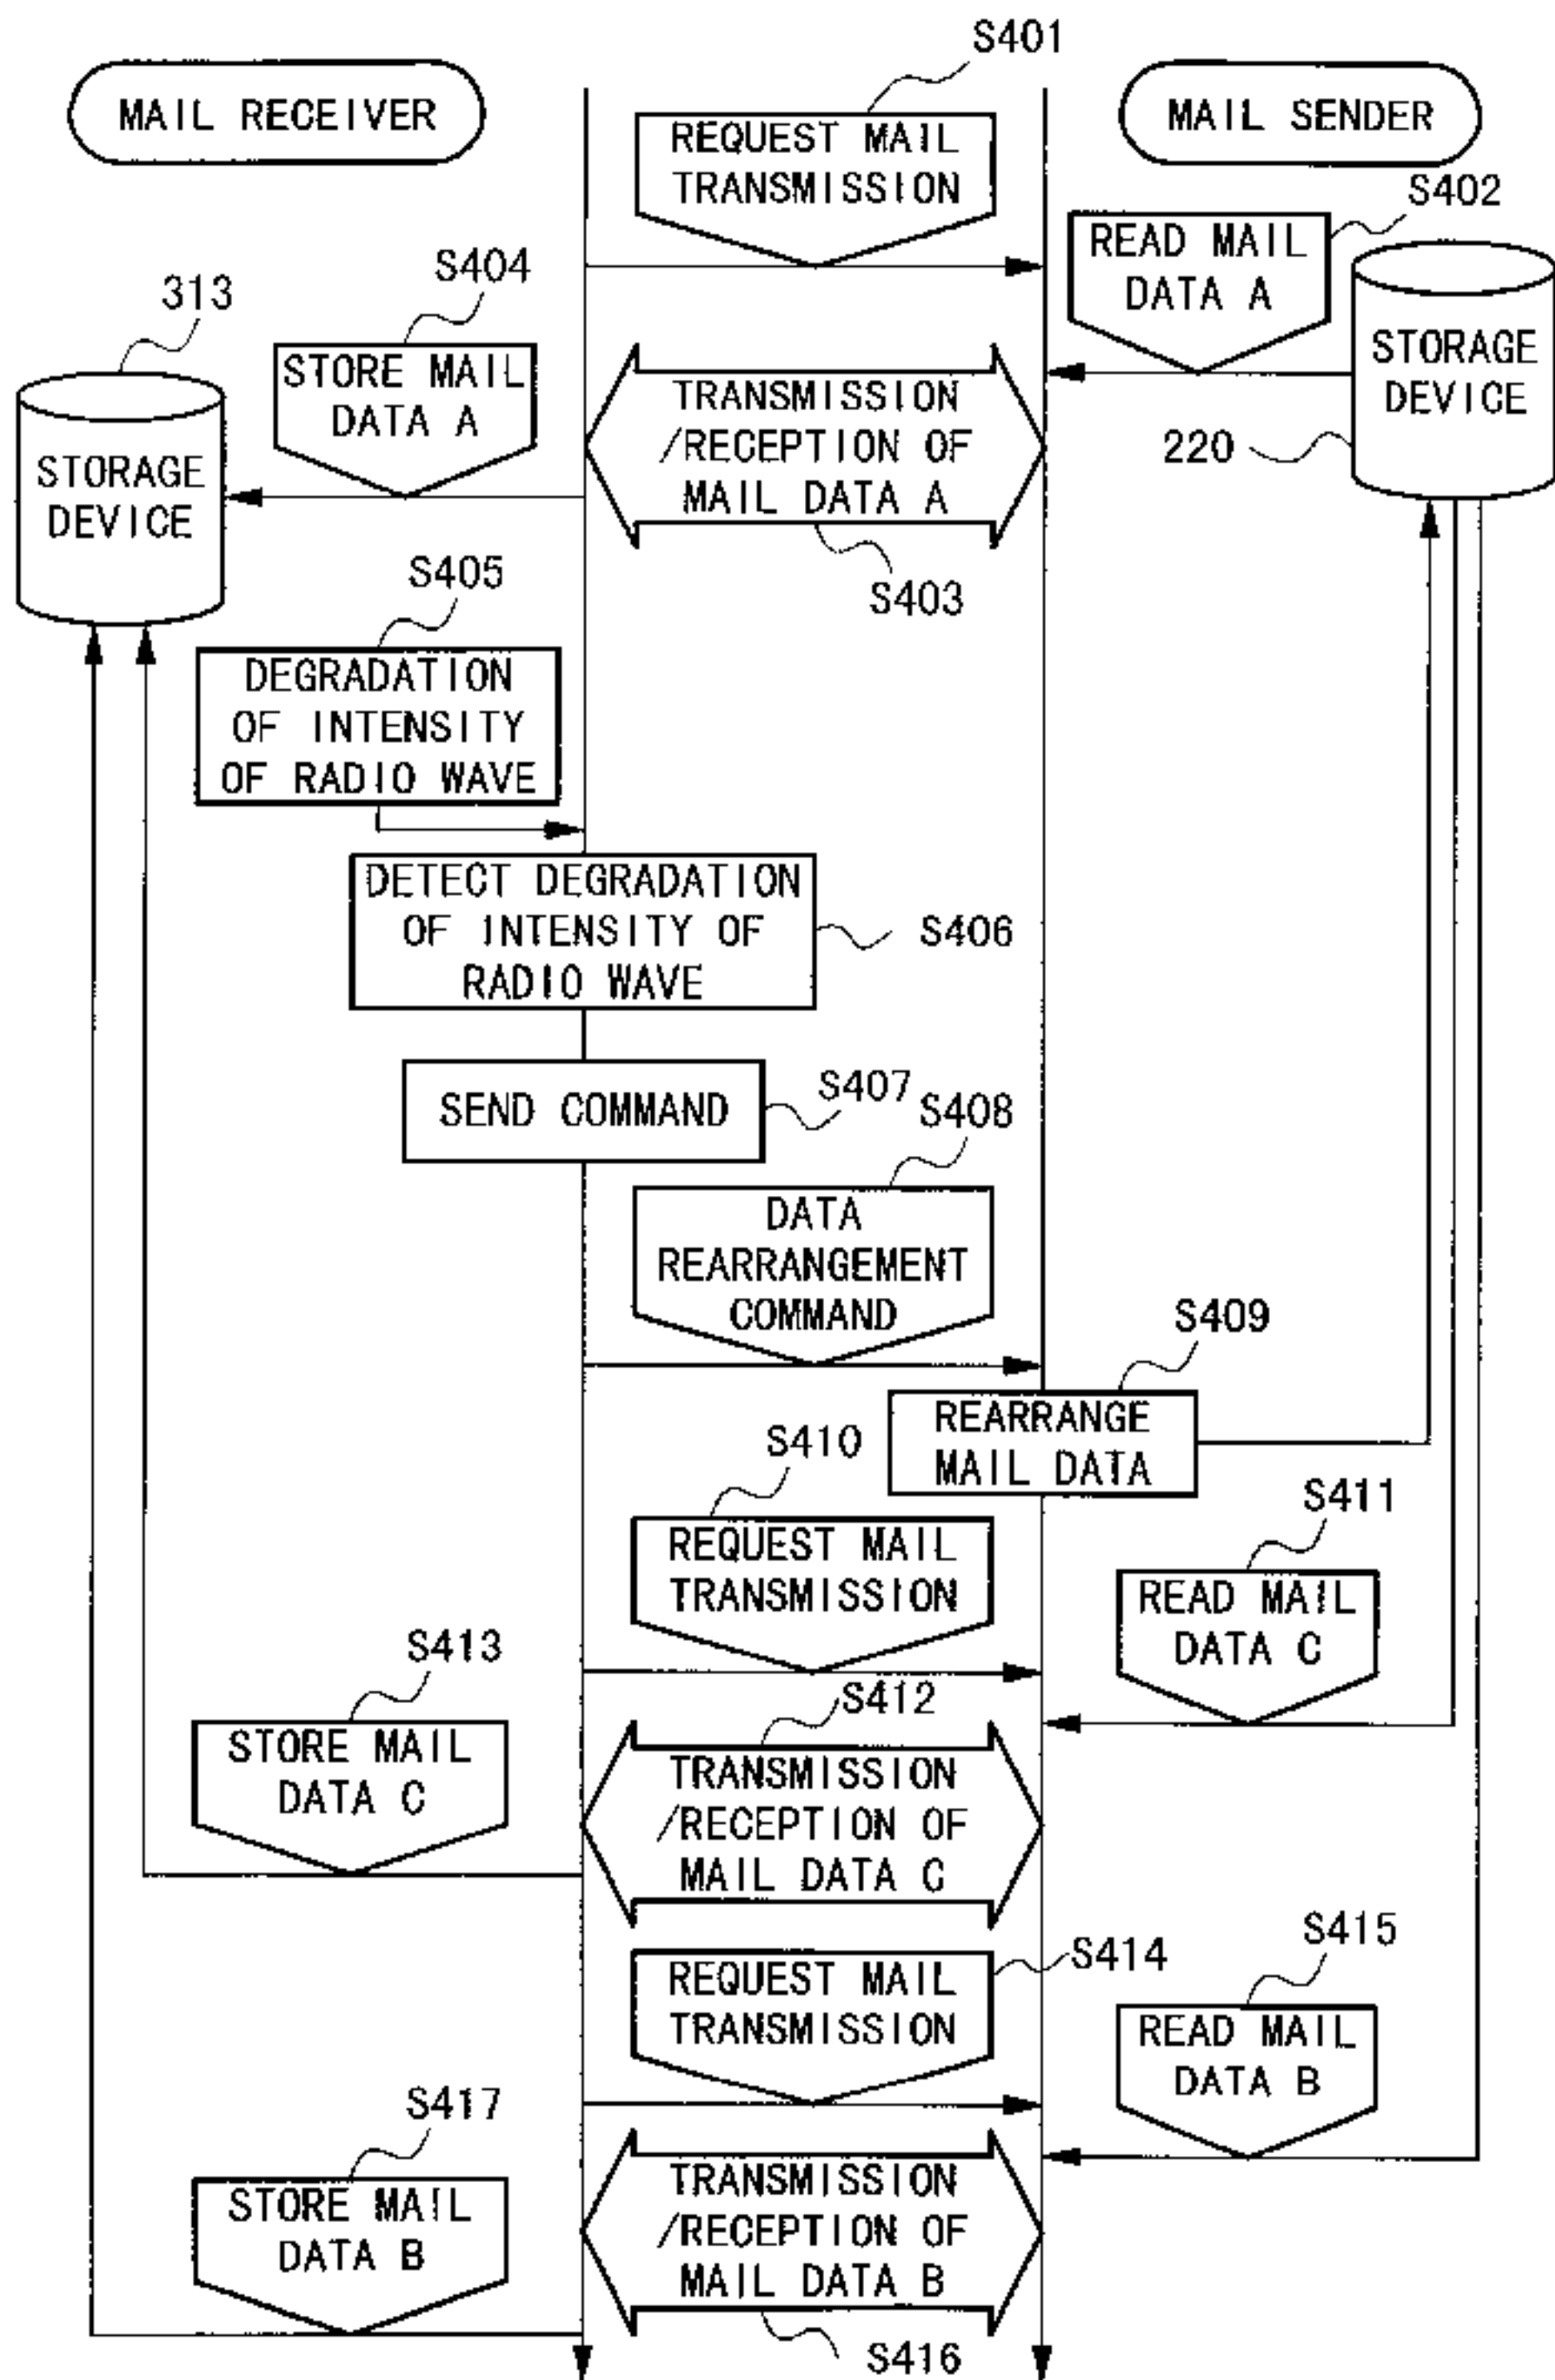 S401
MAIL RECEIVER
REQUEST MAIL
TRANSMISSION
MAIL SENDER
S402
READ MAIL
DATA A
S404
313
STORE MAIL
DATA A
STORAGE
DEVICE
TRANSMISSION
/RECEPTION OF
MAIL DATA A
220
STORAGE
DEVICE
S403
S405
DEGRADATION
OF INTENSITY
OF RADIO WAVE
DETECT DEGRADATION
OF INTENSITY OF
RADIO WAVE
S406
SEND COMMAND
S407
S408
DATA
REARRANGEMENT
COMMAND
S409
REARRANGE
MAIL DATA
S410
REQUEST MAIL
TRANSMISSION
S411
READ MAIL
DATA C
S413
STORE MAIL
DATA C
S412
TRANSMISSION
/RECEPTION OF
MAIL DATA C
S414
REQUEST MAIL
TRANSMISSION
S415
READ MAIL
DATA B
S417
STORE MAIL
DATA B
TRANSMISSION
/RECEPTION OF
MAIL DATA B
S416